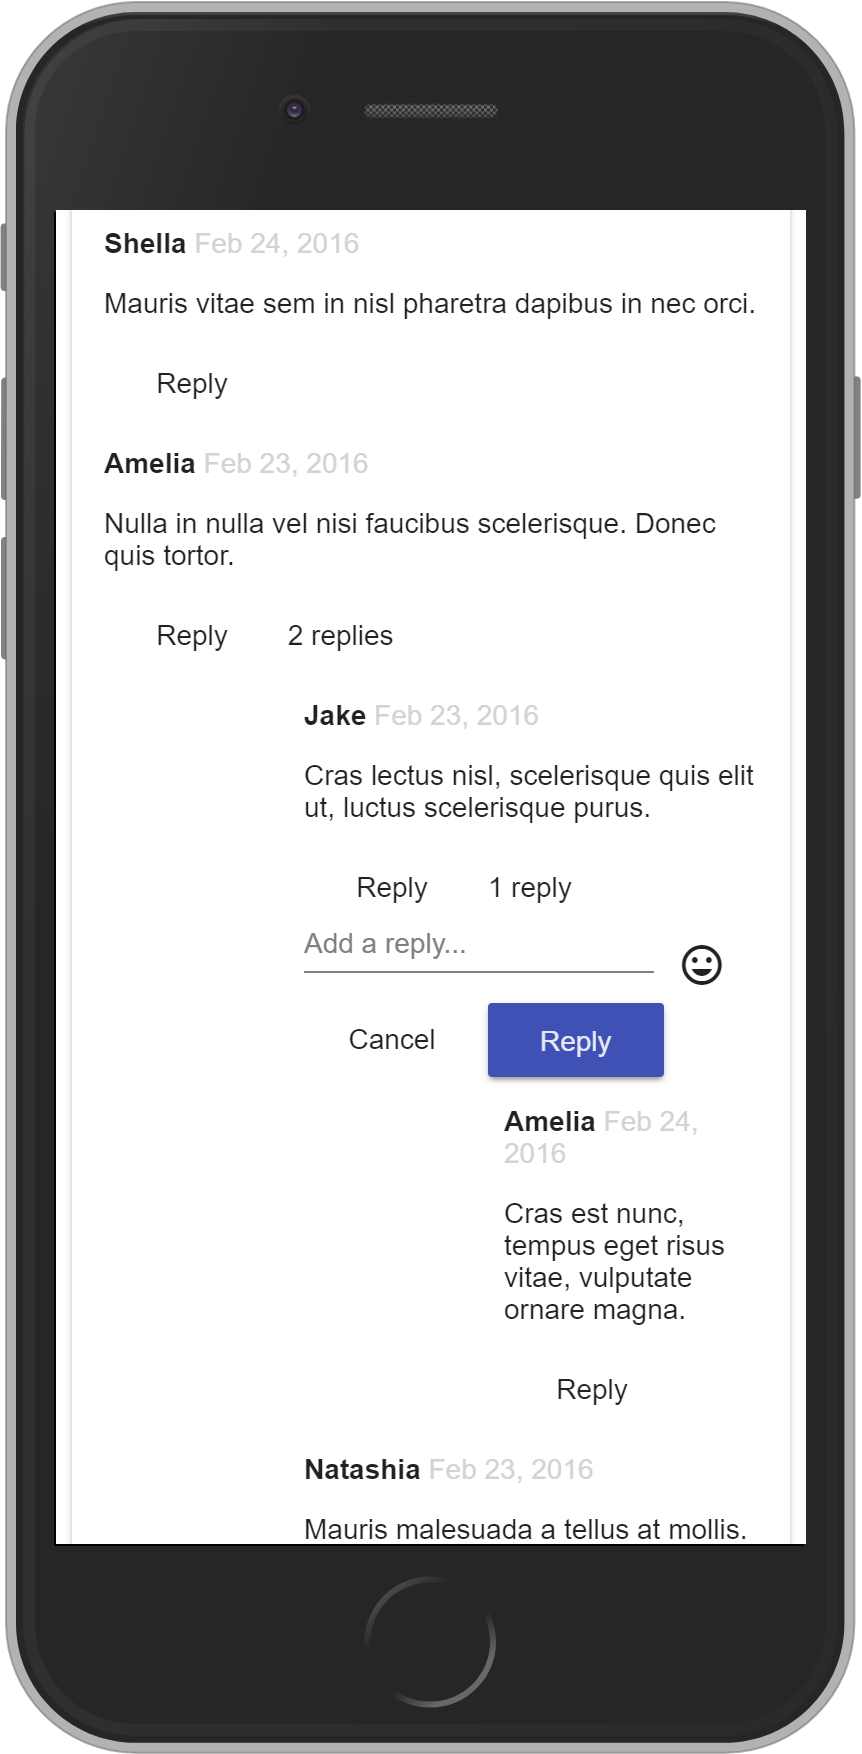 Shella Feb 24, 2016
Mauris vitae sem in nisl pharetra dapibus in nec orci.
Reply
Amelia Feb 23, 2016
Nulla in nulla vel nisi faucibus scelerisque. Donec
quis tortor.
Reply 2 replies
Jake Feb 23, 2016
Cras lectus nisl, scelerisque quis elit
ut, luctus scelerisque purus.
Reply 1 reply
Add a reply...
Cancel Reply
Amelia Feb 24,
2016
Cras est nunc,
tempus eget risus
vitae, vulputate
ornare magna.
Reply
Natashia Feb 23, 2016
Mauris malesuada a tellus at mollis.